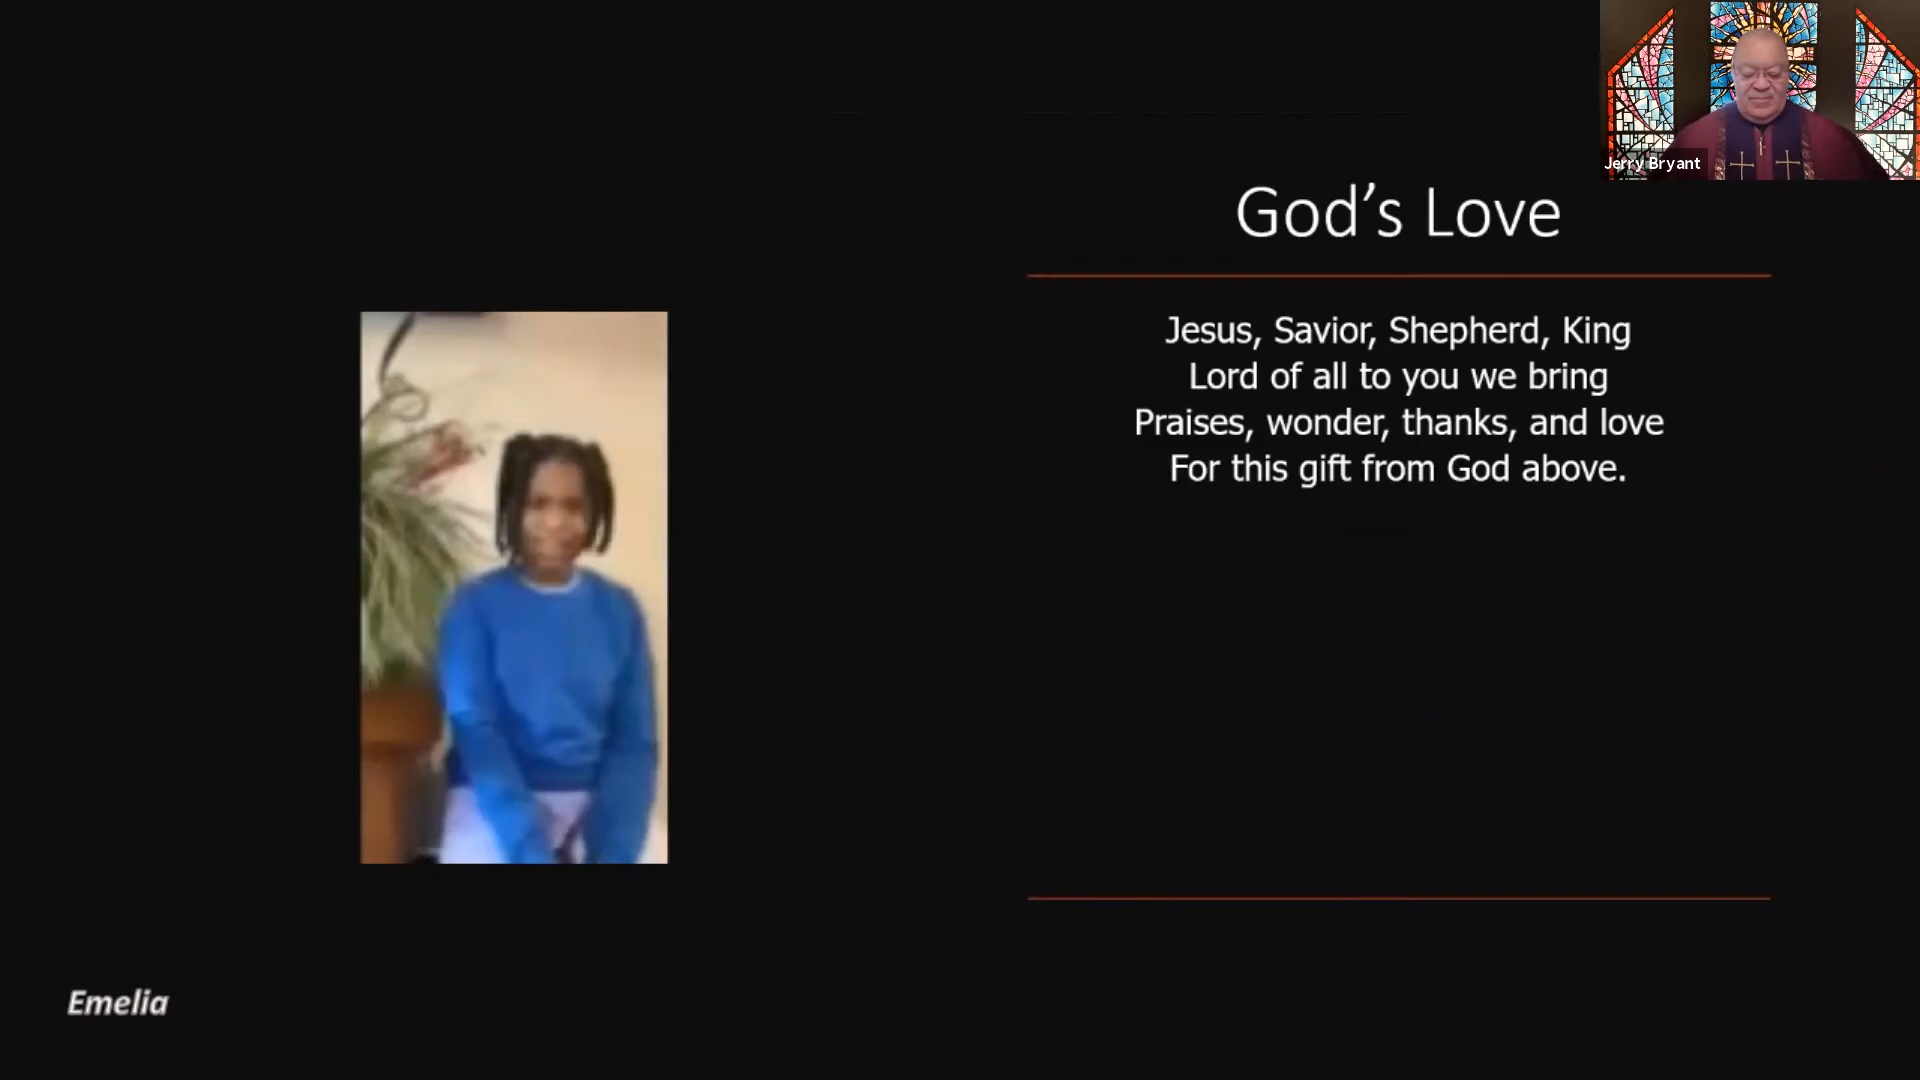 Jerry Bryant
God's Love
Jesus, Savior, Shepherd, King
Lord of all to you we bring
Praises, wonder, thanks, and love
For this gift from God above.
Emelia